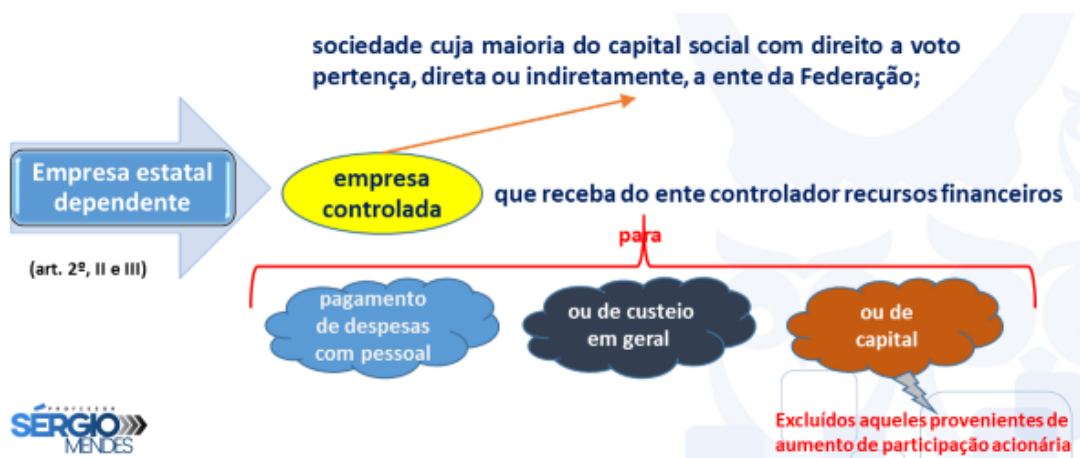 sociedade cuja maioria do capital social com direito a voto
pertença, direta ou indiretamente, a ente da Federação;
Empresa estatal
dependente
(art. 2º, II e III)
empresa
controlada
que receba do ente controlador recursos financeiros
para
pagamento
de despesas
com pessoal
ou de custeio
em geral
ou de
capital
Excluídos aqueles provenientes de
aumento de participação acionária
PROFESSOR
SÉRGIO
MENDES